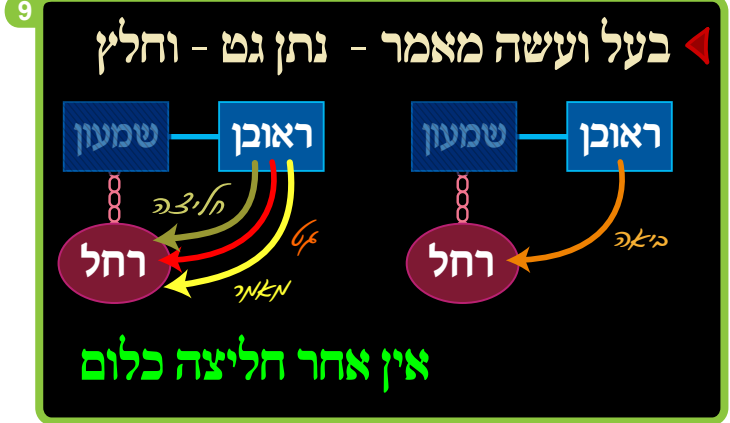 9
בעל ועשה מאמר - נתן גט - וחלץ
ראובן שמעון
ביאה
רחל
ראובן שמעון
חליצה
גט
מאמר
רחל
אין אחר חליצה כלום